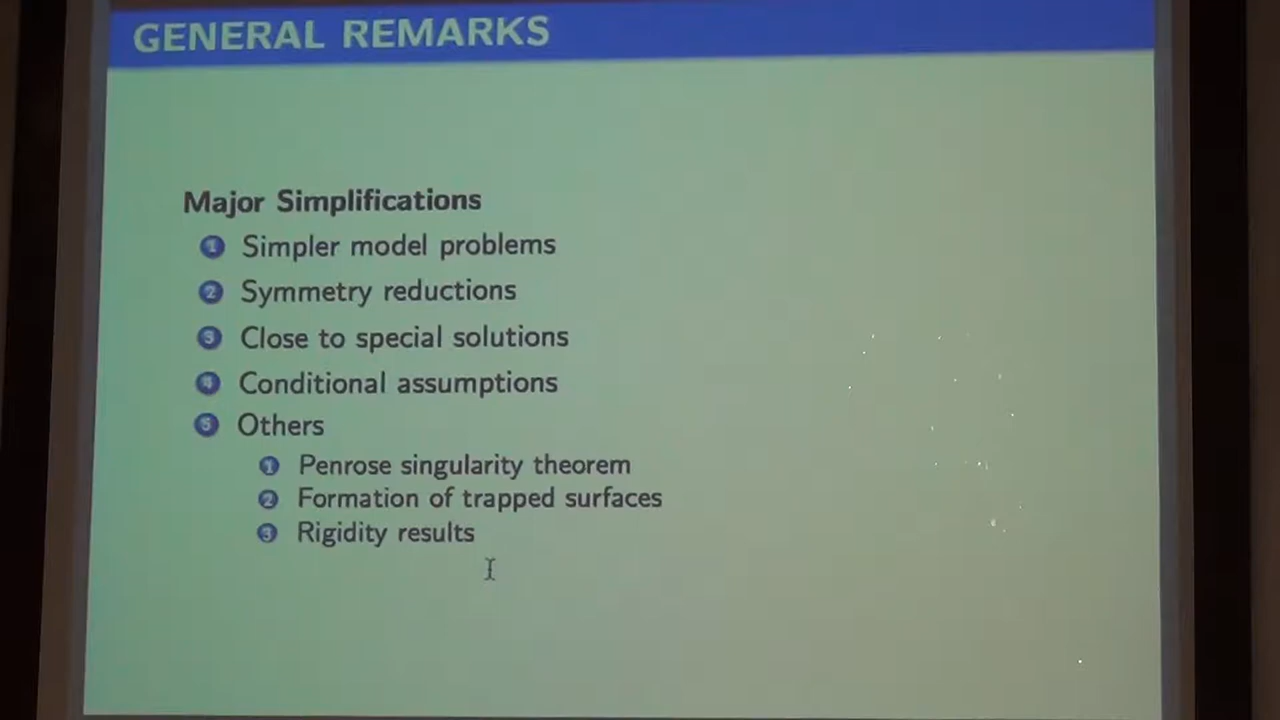 GENERAL REMARKS
Major Simplifications
1 Simpler model problems
2 Symmetry reductions
3 Close to special solutions
4 Conditional assumptions
5 Others
1 Penrose singularity theorem
2 Formation of trapped surfaces
3 Rigidity results